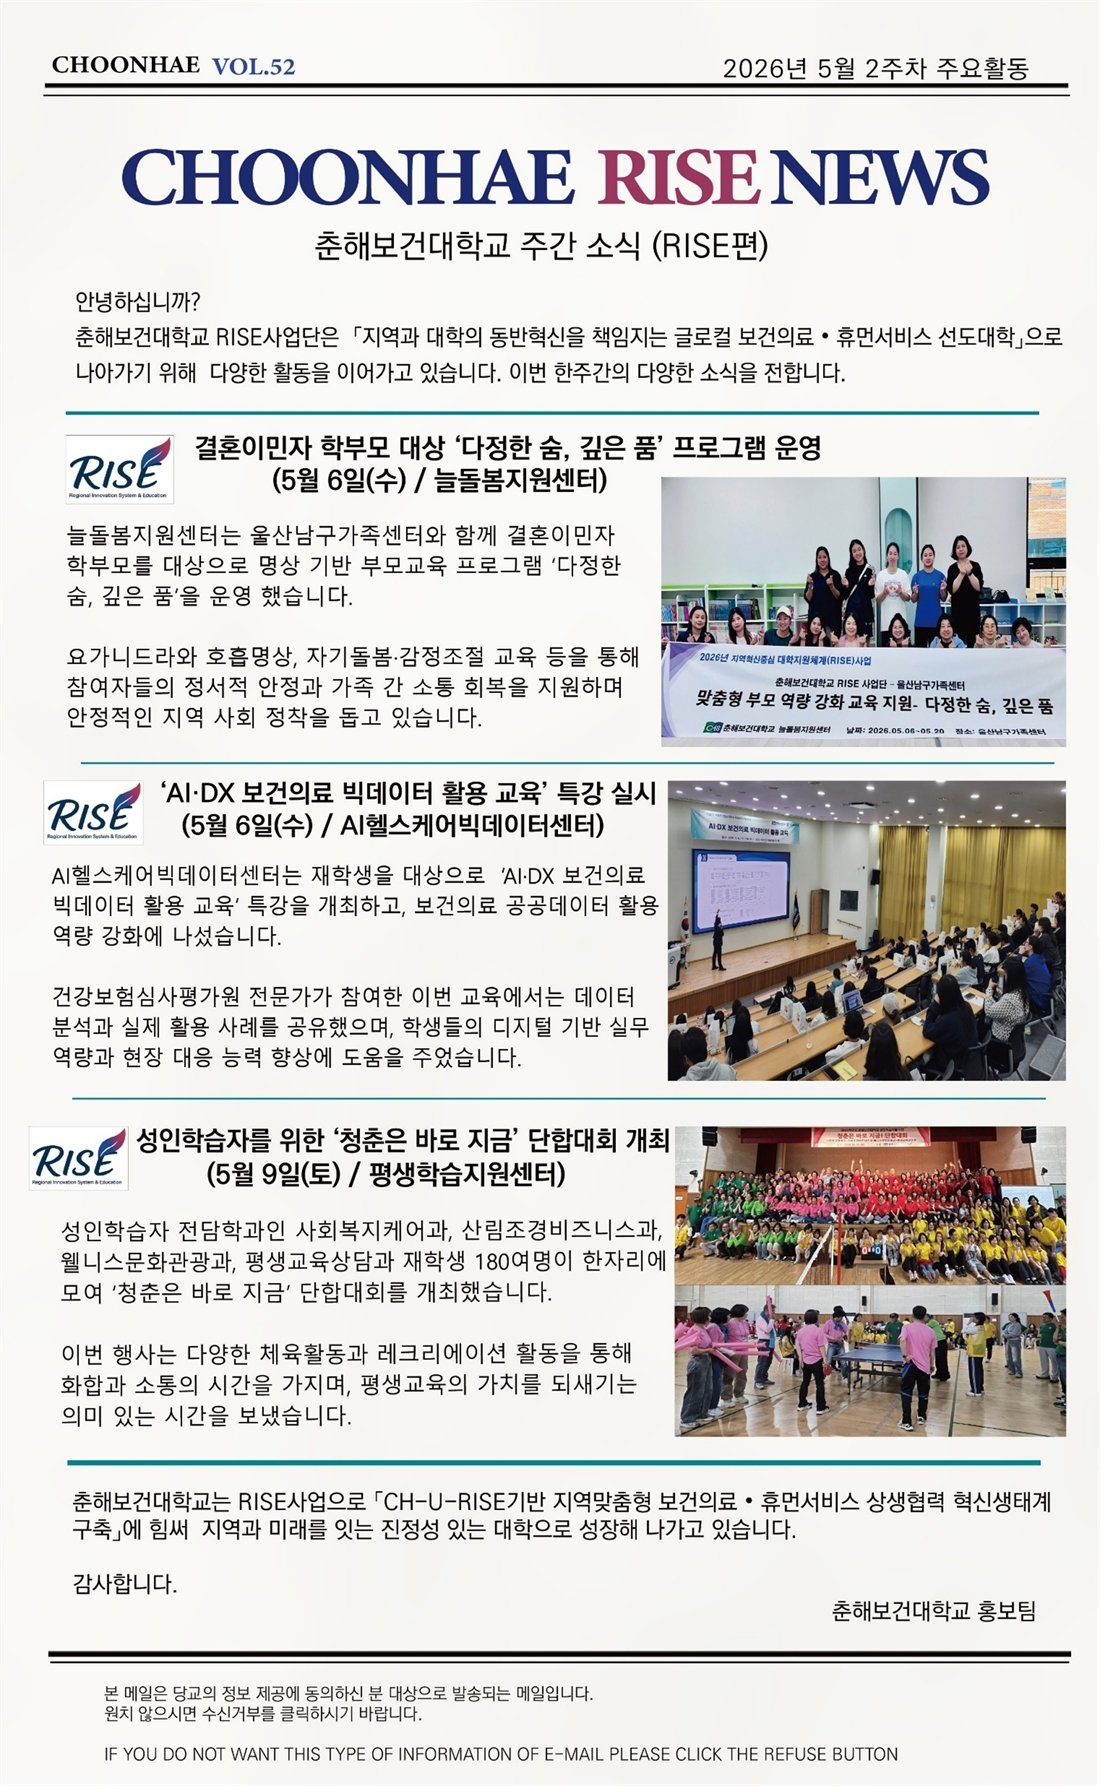 CHOONHAE VOL.52
2026년 5월 2주차 주요활동
CHOONHAE RISE NEWS
춘해보건대학교 주간 소식 (RISE편)
안녕하십니까?
춘해보건대학교 RISE사업단은 「지역과 대학의 동반혁신을 책임지는 글로컬 보건의료 • 휴먼서비스 선도대학」으로
나아가기 위해 다양한 활동을 이어가고 있습니다. 이번 한주간의 다양한 소식을 전합니다.
RISE
Regional Innovation System & Education
결혼이민자 학부모 대상 ‘다정한 숨, 깊은 품’ 프로그램 운영
(5월 6일(수) / 늘돌봄지원센터)
늘돌봄지원센터는 울산남구가족센터와 함께 결혼이민자
학부모를 대상으로 명상 기반 부모교육 프로그램 ‘다정한
숨, 깊은 품’을 운영 했습니다.
요가니드라와 호흡명상, 자기돌봄·감정조절 교육 등을 통해
참여자들의 정서적 안정과 가족 간 소통 회복을 지원하며
안정적인 지역 사회 정착을 돕고 있습니다.
2026년 지역혁신중심 대학지원체계(RISE)사업
춘해보건대학교 RISE 사업단 - 울산남구가족센터
맞춤형 부모 역량 강화 교육 지원- 다정한 숨, 깊은 품
춘해보건대학교 늘돌봄지원센터 날짜: 2026.05.06~05.20 장소: 울산남구가족센터
RISE
Regional Innovation System & Education
‘AI·DX 보건의료 빅데이터 활용 교육’ 특강 실시
(5월 6일(수) / AI헬스케어빅데이터센터)
AI헬스케어빅데이터센터는 재학생을 대상으로 ‘AI·DX 보건의료
빅데이터 활용 교육’ 특강을 개최하고, 보건의료 공공데이터 활용
역량 강화에 나섰습니다.
건강보험심사평가원 전문가가 참여한 이번 교육에서는 데이터
분석과 실제 활용 사례를 공유했으며, 학생들의 디지털 기반 실무
역량과 현장 대응 능력 향상에 도움을 주었습니다.
AI·DX 보건의료 빅데이터 활용 교육
RISE
Regional Innovation System & Education
성인학습자를 위한 ‘청춘은 바로 지금’ 단합대회 개최
(5월 9일(토) / 평생학습지원센터)
성인학습자 전담학과인 사회복지케어과, 산림조경비즈니스과,
웰니스문화관광과, 평생교육상담과 재학생 180여명이 한자리에
모여 ‘청춘은 바로 지금’ 단합대회를 개최했습니다.
이번 행사는 다양한 체육활동과 레크리에이션 활동을 통해
화합과 소통의 시간을 가지며, 평생교육의 가치를 되새기는
의미 있는 시간을 보냈습니다.
청춘은 바로 지금! 단합대회
춘해보건대학교는 RISE사업으로 「CH-U-RISE기반 지역맞춤형 보건의료 • 휴먼서비스 상생협력 혁신생태계
구축」에 힘써 지역과 미래를 잇는 진정성 있는 대학으로 성장해 나가고 있습니다.
감사합니다.
춘해보건대학교 홍보팀
본 메일은 당교의 정보 제공에 동의하신 분 대상으로 발송되는 메일입니다.
원치 않으시면 수신거부를 클릭하시기 바랍니다.
IF YOU DO NOT WANT THIS TYPE OF INFORMATION OF E-MAIL PLEASE CLICK THE REFUSE BUTTON